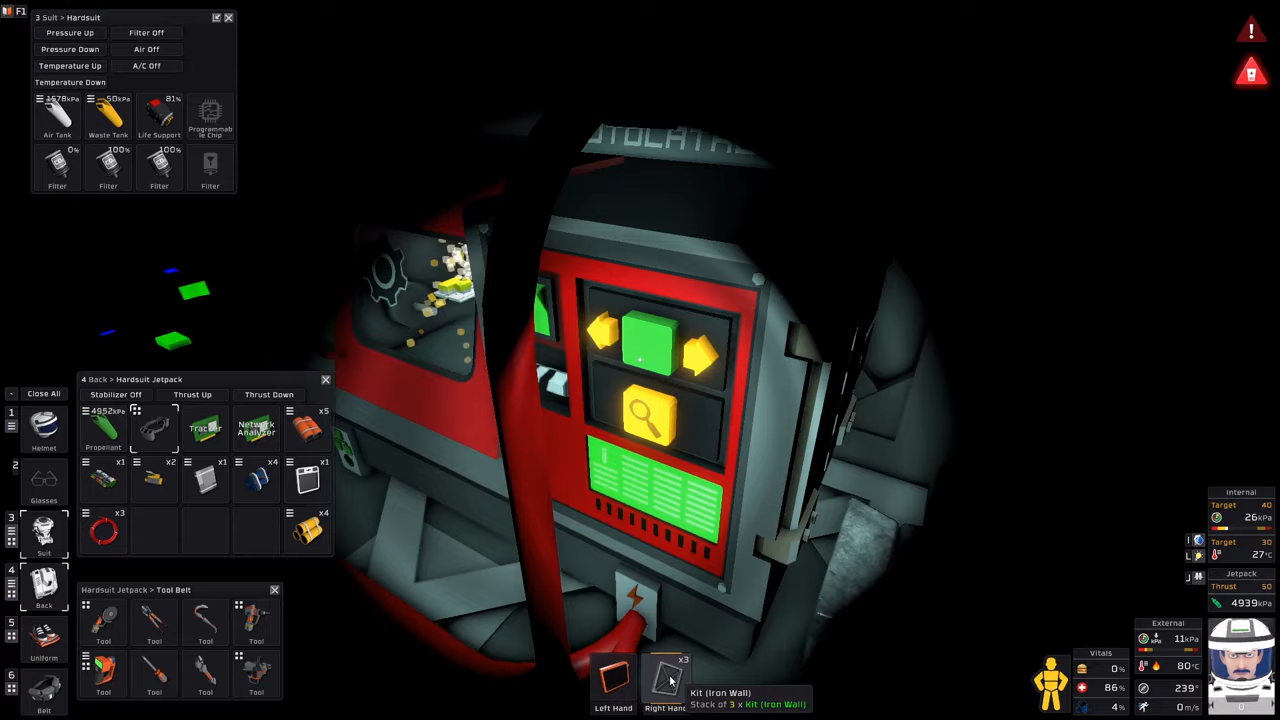 F1
3 Suit > Hardsuit
Pressure Up
Filter Off
Pressure Down
Air Off
Temperature Up
A/C Off
Temperature Down
1578kPa
50kPa
81%
Air Tank
Waste Tank
Life Support
Programmab
le Chip
0%
100%
100%
Filter
Filter
Filter
Filter
4 Back > Hardsuit Jetpack
Stabilizer Off
Thrust Up
Thrust Down
4952kPa
x5
Propellant
Tracker
Network
Analyzer
x1
x2
x1
x4
x1
x3
x4
- Close All
1
Helmet
2
Glasses
3
Suit
4
Back
5
Uniform
6
Belt
Hardsuit Jetpack > Tool Belt
Tool
Tool
Tool
Tool
Tool
Tool
Tool
Tool
x3
Left Hand
Right Hand
Kit (Iron Wall)
Stack of 3 x Kit (Iron Wall)
Internal
Target 40
26kPa
Target 30
27°C
Jetpack
Thrust 50
4939kPa
External
11kPa
80°C
239°
0m/s
Vitals
0%
86%
4%
I
L
J
0